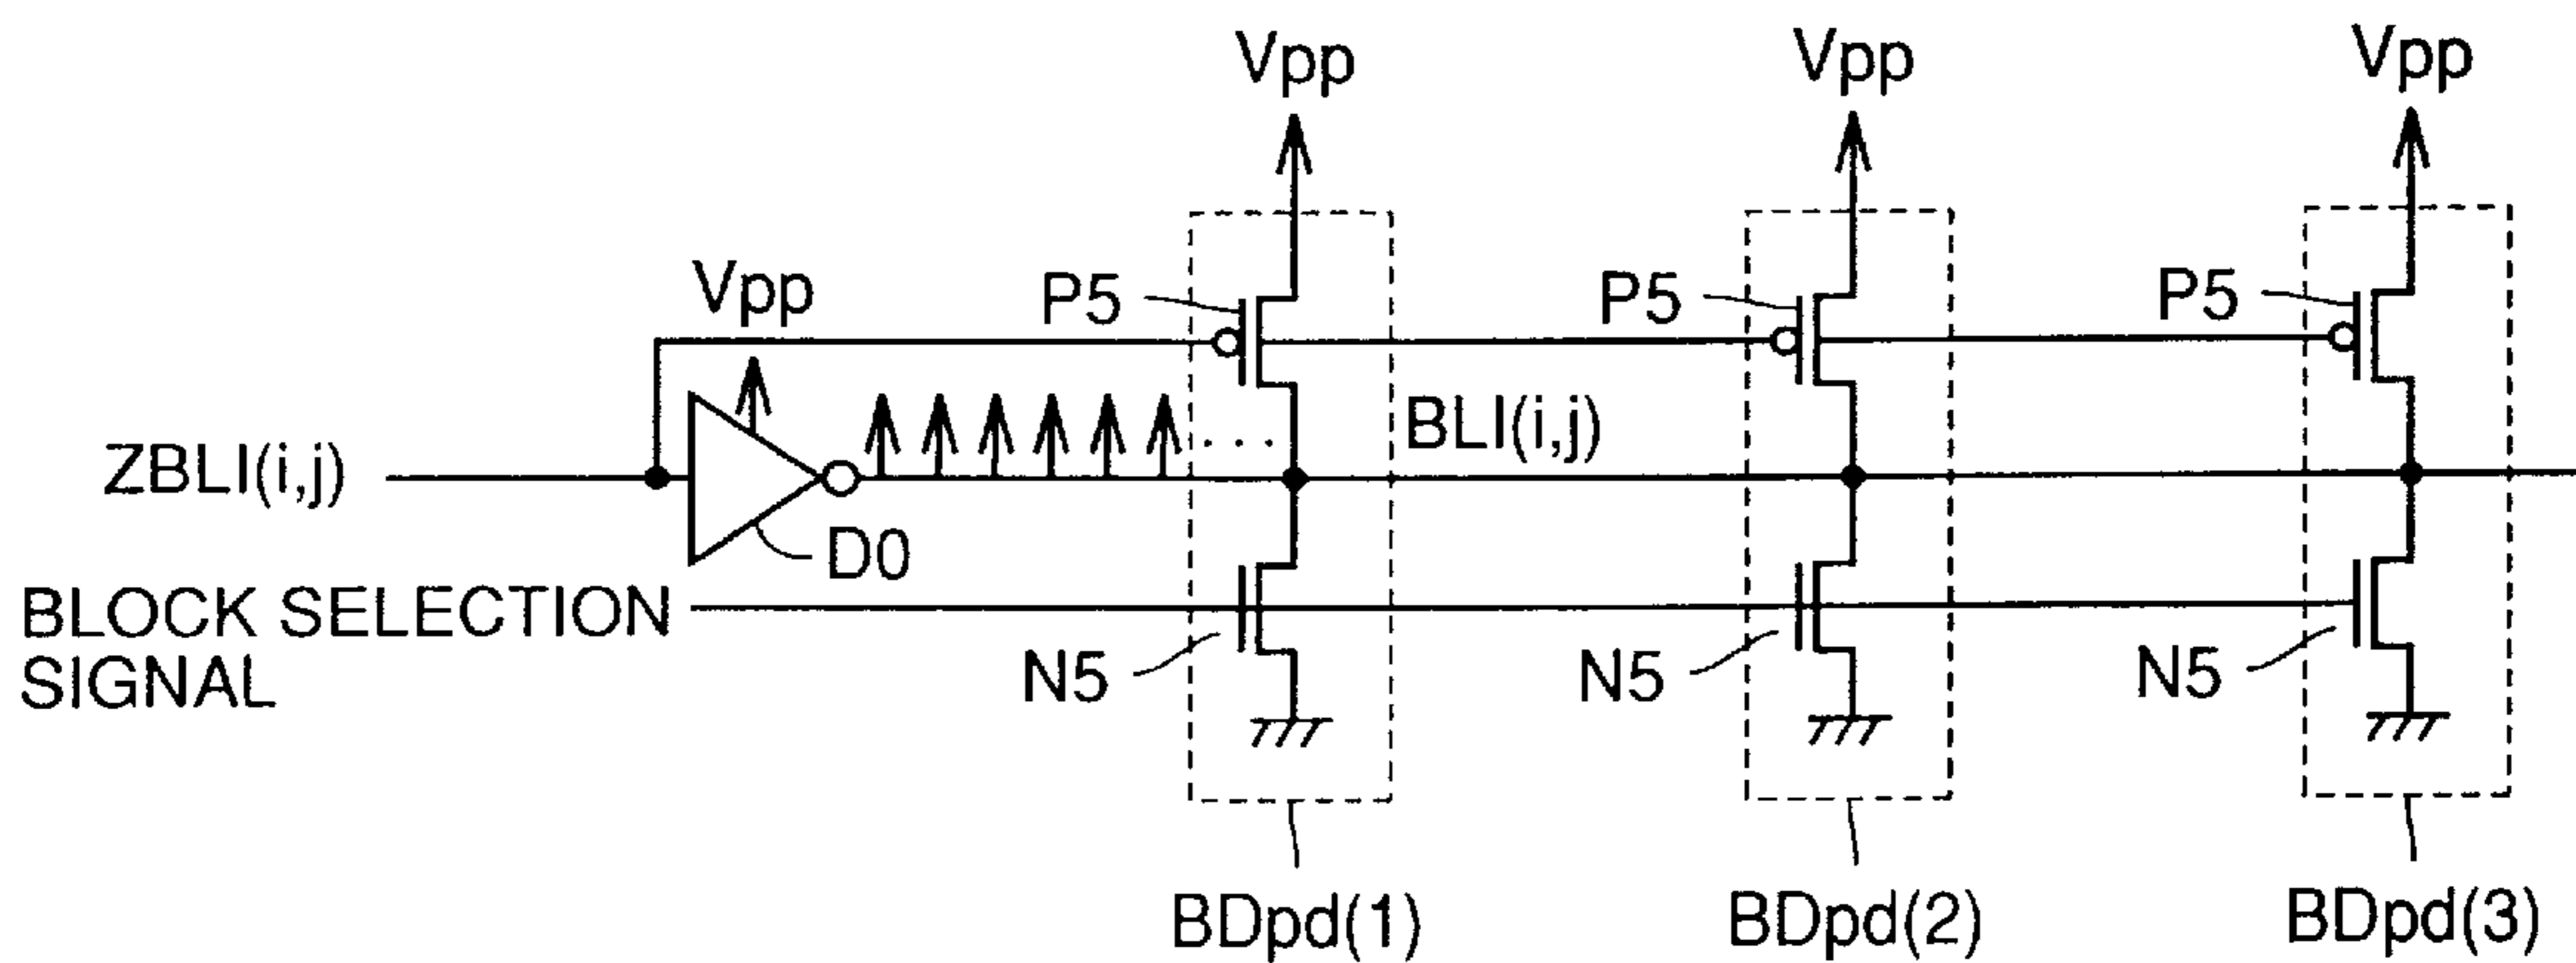 Vpp Vpp Vpp
Vpp P5 P5 P5
BLI(i,j)
ZBLI(i,j)
D0
BLOCK SELECTION
SIGNAL
N5 N5 N5
BDpd(1) BDpd(2) BDpd(3)